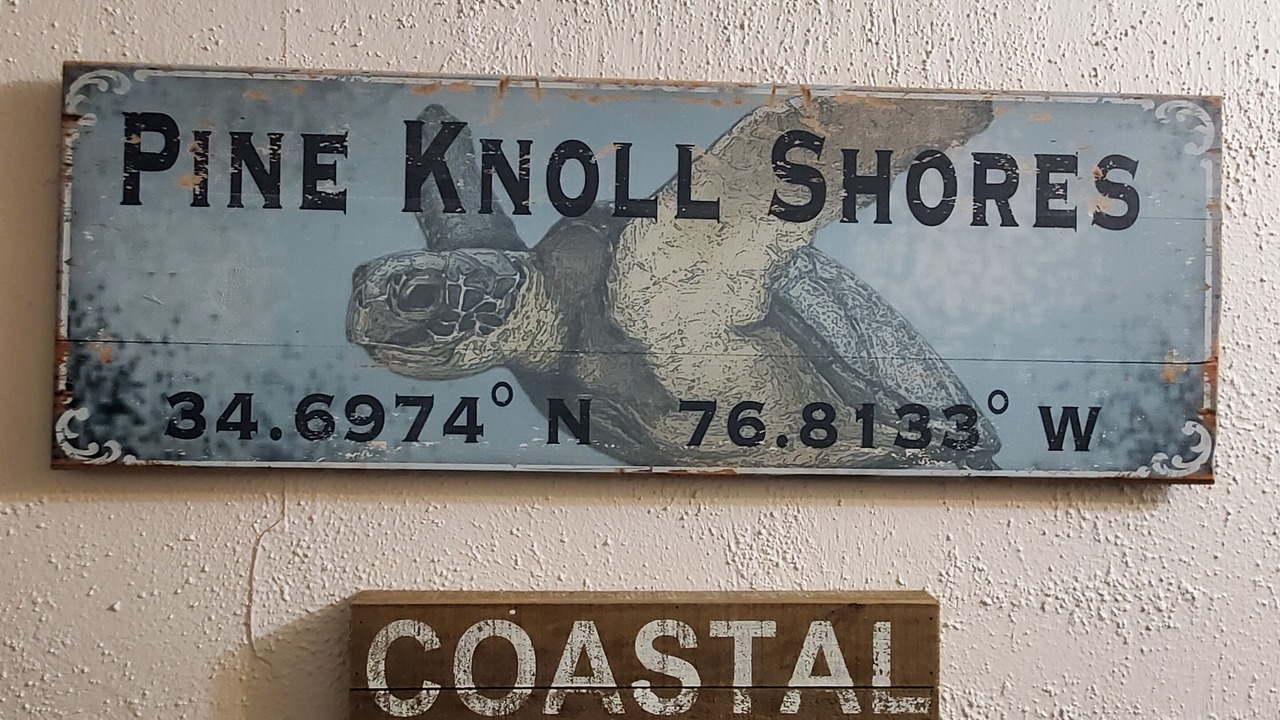 PINE KNOLL SHORES
34.6974° N 76.8133° W
COASTAL